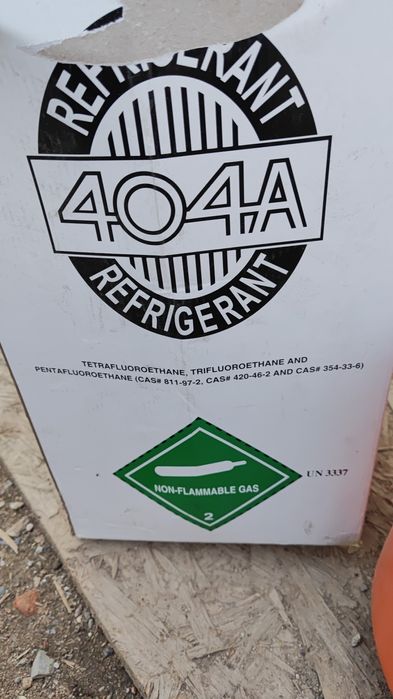 REFRIGERANT
404A
REFRIGERANT
TETRAFLUOROETHANE, TRIFLUOROETHANE AND
PENTAFLUOROETHANE (CAS# 811-97-2, CAS# 420-46-2 AND CAS# 354-33-6)
NON-FLAMMABLE GAS
UN 3337
2